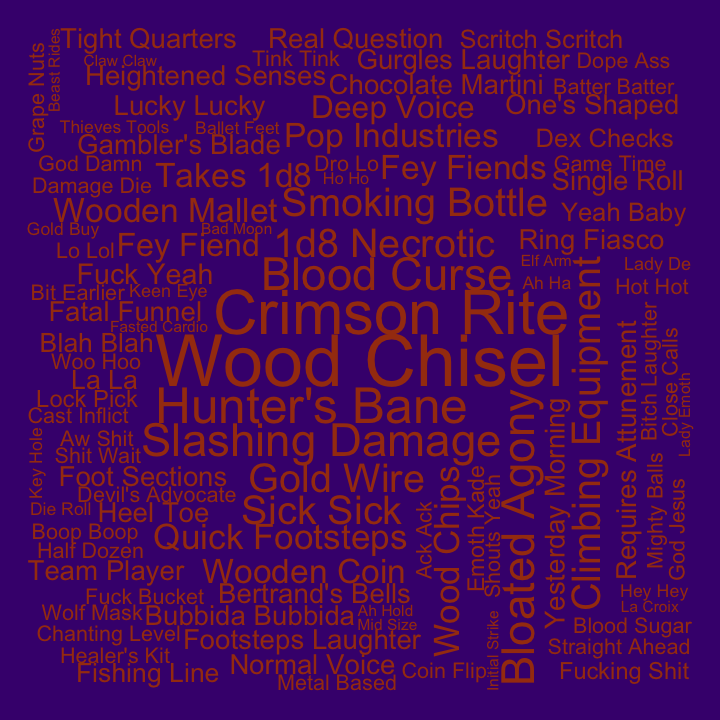 Tight Quarters
Real Question
Scritch Scritch
Grape Nuts
Beast Rides
Claw Claw
Tink Tink
Gurgles Laughter
Dope Ass
Heightened Senses
Chocolate Martini
Batter Batter
Lucky Lucky
Deep Voice
One's Shaped
Thieves Tools
Ballet Feet
Gambler's Blade
Pop Industries
Dex Checks
God Damn
Takes 1d8
Dro Lo
Fey Fiends
Game Time
Damage Die
Ho Ho
Single Roll
Wooden Mallet
Smoking Bottle
Yeah Baby
Gold Buy
Bad Moon
Lo Lol
Fey Fiend
1d8 Necrotic
Ring Fiasco
Fuck Yeah
Blood Curse
Elf Arm
Lady De
Bit Earlier
Keen Eye
Ah Ha
Hot Hot
Fatal Funnel
Crimson Rite
Fasted Cardio
Blah Blah
Woo Hoo
Wood Chisel
La La
Lock Pick
Hunter's Bane
Cast Inflict
Aw Shit
Slashing Damage
Shit Wait
Key Hole
Foot Sections
Gold Wire
Devil's Advocate
Die Roll
Heel Toe
Sick Sick
Boop Boop
Quick Footsteps
Half Dozen
Team Player
Wooden Coin
Fuck Bucket
Bertrand's Bells
Wolf Mask
Bubbida Bubbida
Ah Hold
Mid Size
Chanting Level
Footsteps Laughter
Healer's Kit
Normal Voice
Fishing Line
Metal Based
Coin Flip
Ack Ack
Wood Chips
Emoth Kade
Shouts Yeah
Initial Strike
Bloated Agony
Yesterday Morning
Climbing Equipment
Requires Attunement
Bitch Laughter
Close Calls
Lady Emoth
Mighty Balls
God Jesus
Hey Hey
La Croix
Blood Sugar
Straight Ahead
Fucking Shit